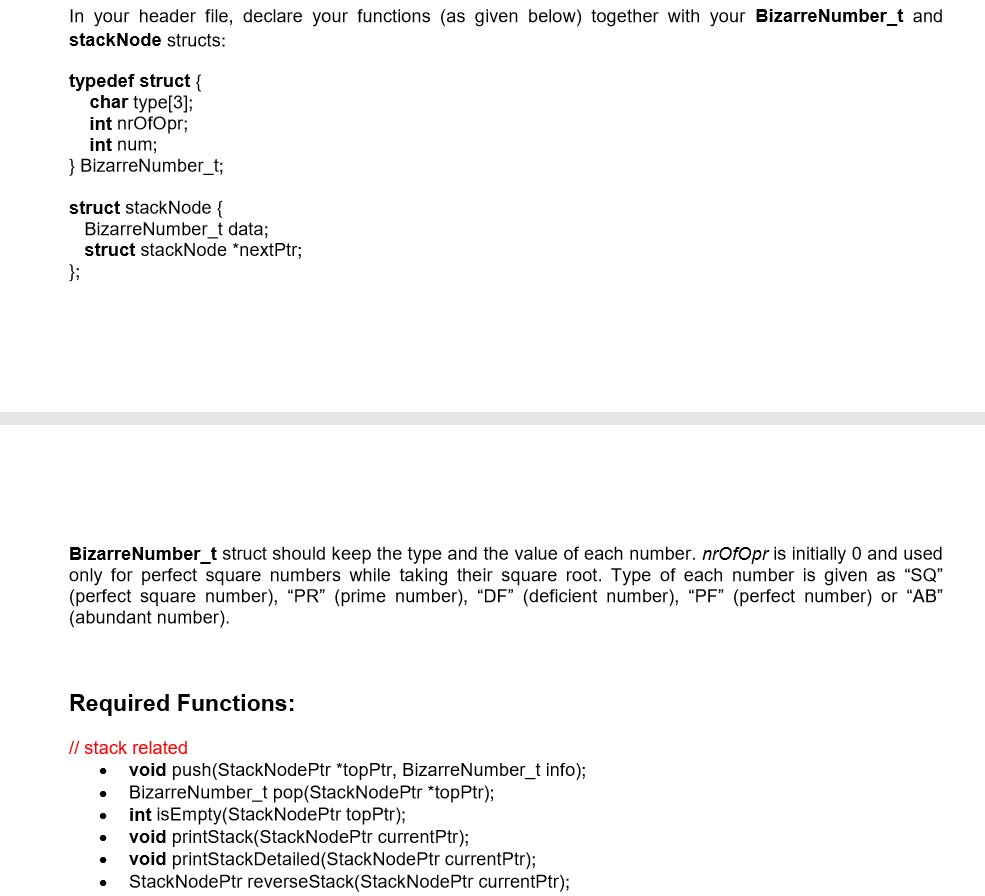 In your header file, declare your functions (as given below) together with your BizarreNumber_t and
stackNode structs:
typedef struct {
char type[3];
int nrOfOpr;
int num;
} BizarreNumber_t;
struct stackNode {
BizarreNumber_t data;
struct stackNode *nextPtr;
};
BizarreNumber_t struct should keep the type and the value of each number. nrOfOpr is initially 0 and used
only for perfect square numbers while taking their square root. Type of each number is given as “SQ”
(perfect square number), “PR” (prime number), “DF” (deficient number), “PF” (perfect number) or “AB”
(abundant number).
Required Functions:
// stack related
• void push(StackNodePtr *topPtr, BizarreNumber_t info);
• BizarreNumber_t pop(StackNodePtr *topPtr);
• int isEmpty(StackNodePtr topPtr);
• void printStack(StackNodePtr currentPtr);
• void printStackDetailed(StackNodePtr currentPtr);
• StackNodePtr reverseStack(StackNodePtr currentPtr);